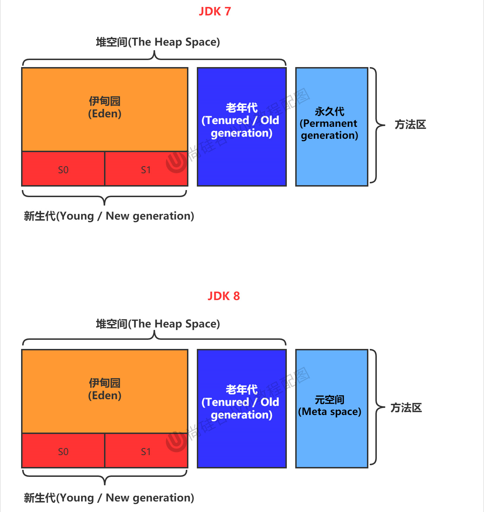 JDK 7
堆空间(The Heap Space)
伊甸园
(Eden)
S0
S1
老年代
(Tenured / Old
generation)
永久代
(Permanent
generation)
方法区
新生代(Young / New generation)
JDK 8
堆空间(The Heap Space)
伊甸园
(Eden)
S0
S1
老年代
(Tenured / Old
generation)
元空间
(Meta space)
方法区
新生代(Young / New generation)